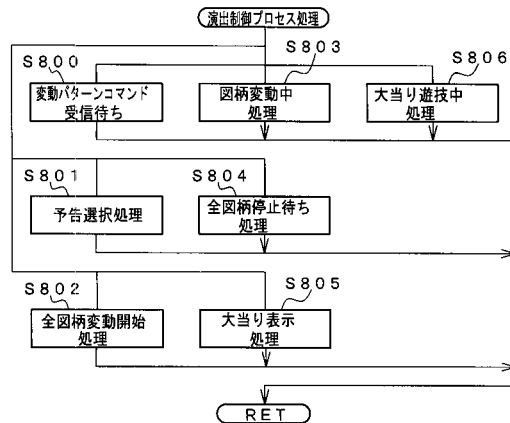 演出制御プロセス処理
S800
変動パターンコマンド
受信待ち
S803
図柄変動中
処理
S806
大当り遊技中
処理
S801
予告選択処理
S804
全図柄停止待ち
処理
S802
全図柄変動開始
処理
S805
大当り表示
処理
RET